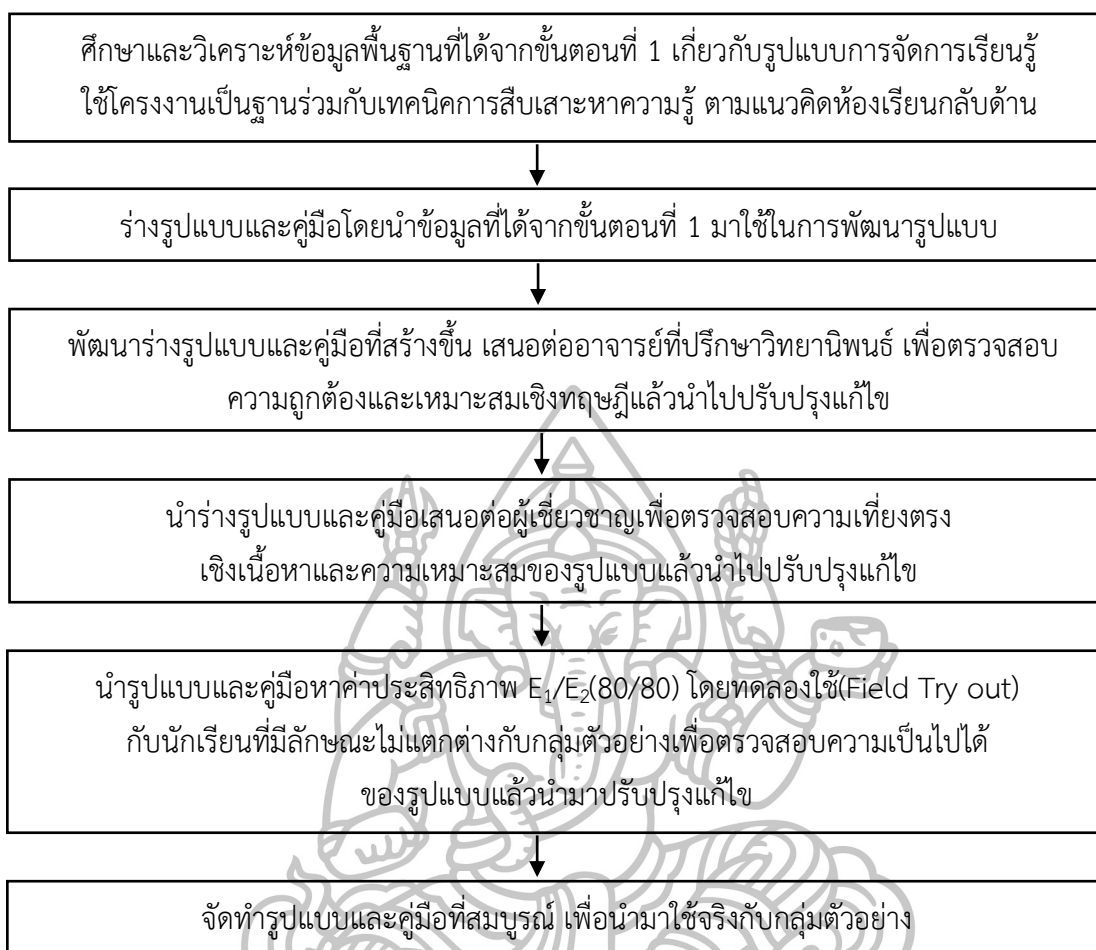 ศึกษาและวิเคราะห์ข้อมูลพื้นฐานที่ได้จากขั้นตอนที่ 1 เกี่ยวกับรูปแบบการจัดการเรียนรู้
ใช้โครงงานเป็นฐานร่วมกับเทคนิคการสืบเสาะหาความรู้ ตามแนวคิดห้องเรียนกลับด้าน
ร่างรูปแบบและคู่มือโดยนำข้อมูลที่ได้จากขั้นตอนที่ 1 มาใช้ในการพัฒนารูปแบบ
พัฒนาร่างรูปแบบและคู่มือที่สร้างขึ้น เสนอต่ออาจารย์ที่ปรึกษาวิทยานิพนธ์ เพื่อตรวจสอบ
ความถูกต้องและเหมาะสมเชิงทฤษฎีแล้วนำไปปรับปรุงแก้ไข
นำร่างรูปแบบและคู่มือเสนอต่อผู้เชี่ยวชาญเพื่อตรวจสอบความเที่ยงตรง
เชิงเนื้อหาและความเหมาะสมของรูปแบบแล้วนำไปปรับปรุงแก้ไข
นำรูปแบบและคู่มือหาค่าประสิทธิภาพ E₁/E₂(80/80) โดยทดลองใช้(Field Try out)
กับนักเรียนที่มีลักษณะไม่แตกต่างกับกลุ่มตัวอย่างเพื่อตรวจสอบความเป็นไปได้
ของรูปแบบแล้วนำมาปรับปรุงแก้ไข
จัดทำรูปแบบและคู่มือที่สมบูรณ์ เพื่อนำมาใช้จริงกับกลุ่มตัวอย่าง